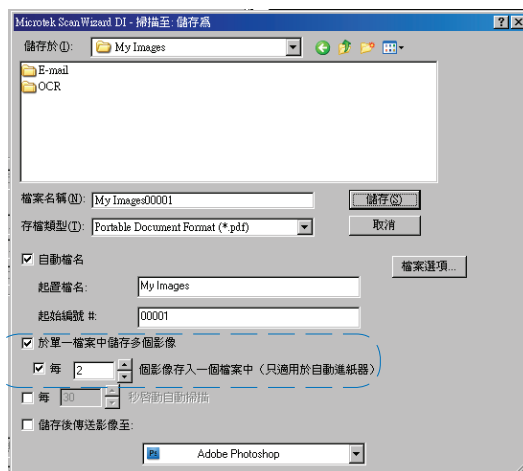 Microtek ScanWizard DI - 掃描至: 儲存為
儲存於(I): My Images
E-mail
OCR
檔案名稱(N): My Images00001 儲存(S)
存檔類型(T): Portable Document Format (*.pdf) 取消
自動檔名 檔案選項...
起置檔名: My Images
起始編號 #: 00001
於單一檔案中儲存多個影像
每 2 個影像存入一個檔案中（只適用於自動進紙器）
每 30 秒啓動自動掃描
儲存後傳送影像至:
Ps Adobe Photoshop